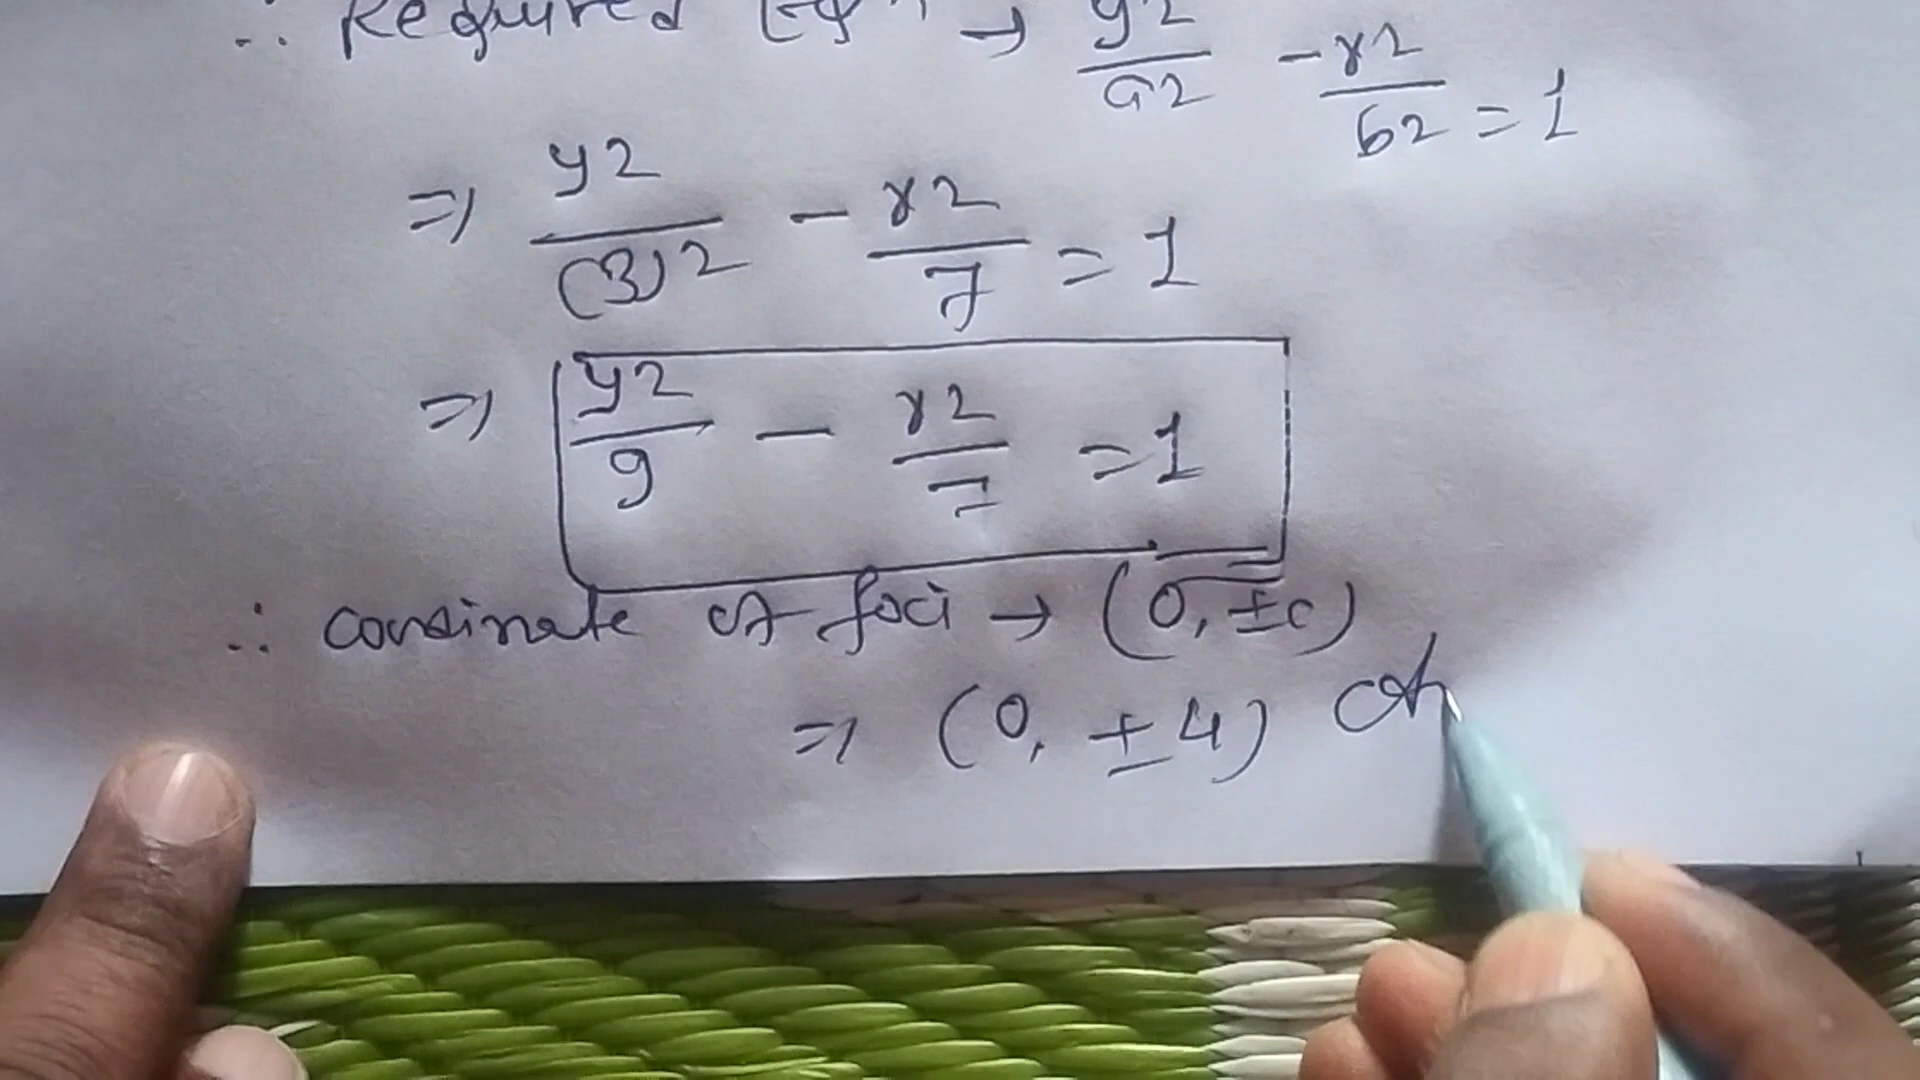 ∴ Required Eqn → y2/a2 - x2/b2 = 1
⇒ y2/(3)2 - x2/7 = 1
⇒ y2/9 - x2/7 = 1
∴ coordinate of foci → (0, ±c)
⇒ (0, ±4)